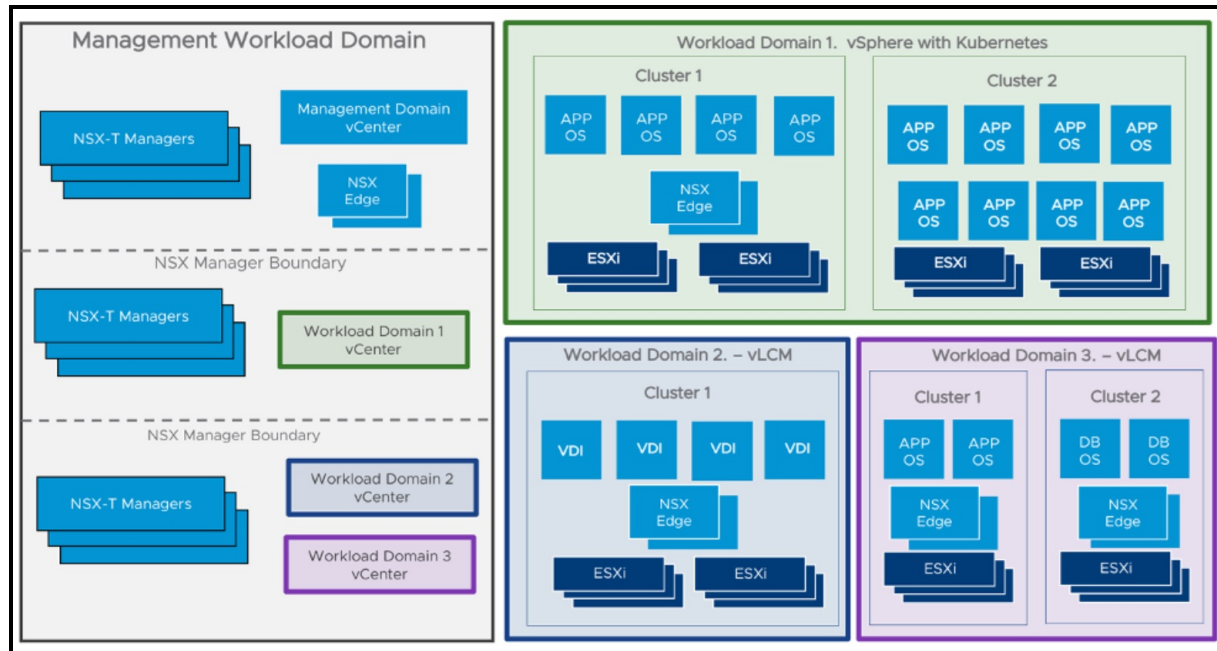 Management Workload Domain
NSX-T Managers
Management Domain
vCenter
NSX
Edge
NSX Manager Boundary
NSX-T Managers
Workload Domain 1
vCenter
NSX Manager Boundary
NSX-T Managers
Workload Domain 2
vCenter
Workload Domain 3
vCenter
Workload Domain 1. vSphere with Kubernetes
Cluster 1
APP
OS
APP
OS
APP
OS
APP
OS
NSX
Edge
ESXi
ESXi
Cluster 2
APP
OS
APP
OS
APP
OS
APP
OS
APP
OS
APP
OS
APP
OS
APP
OS
ESXi
ESXi
Workload Domain 2. – vLCM
Cluster 1
VDI
VDI
VDI
VDI
NSX
Edge
ESXi
ESXi
Workload Domain 3. – vLCM
Cluster 1
APP
OS
APP
OS
NSX
Edge
ESXi
Cluster 2
DB
OS
DB
OS
NSX
Edge
ESXi